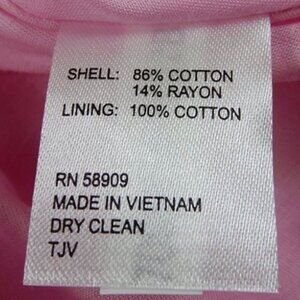 SHELL: 86% COTTON
14% RAYON
LINING: 100% COTTON
RN 58909
MADE IN VIETNAM
DRY CLEAN
TJV